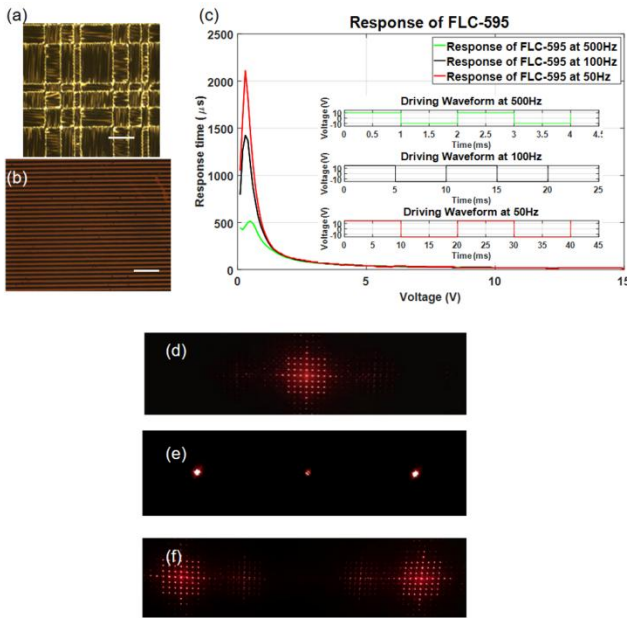 (a)
(b)
(c)
Response of FLC-595
Response of FLC-595 at 500Hz
Response of FLC-595 at 100Hz
Response of FLC-595 at 50Hz
Response time (μs)
2500
2000
1500
1000
500
0
Driving Waveform at 500Hz
Voltage(V)
10
0
-10
0 0.5 1 1.5 2 2.5 3 3.5 4 4.5
Time(ms)
Driving Waveform at 100Hz
Voltage(V)
10
0
-10
0 5 10 15 20 25
Time (ms)
Driving Waveform at 50Hz
Voltage(V)
10
0
-10
0 5 10 15 20 25 30 35 40 45
Time(ms)
0 5 10 15
Voltage (V)
(d)
(e)
(f)